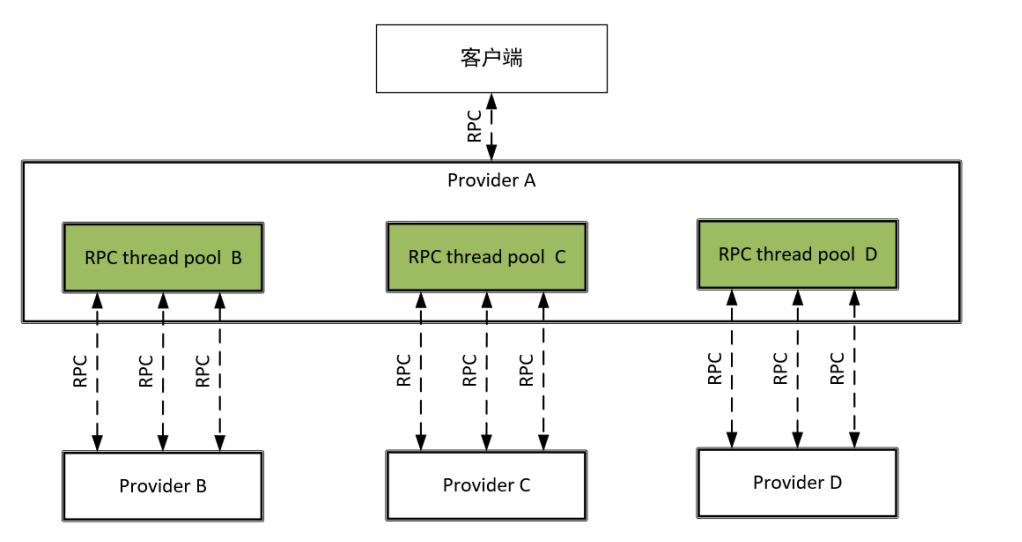 客户端
RPC
Provider A
RPC thread pool B
RPC thread pool C
RPC thread pool D
RPC
RPC
RPC
RPC
RPC
RPC
RPC
RPC
RPC
Provider B
Provider C
Provider D